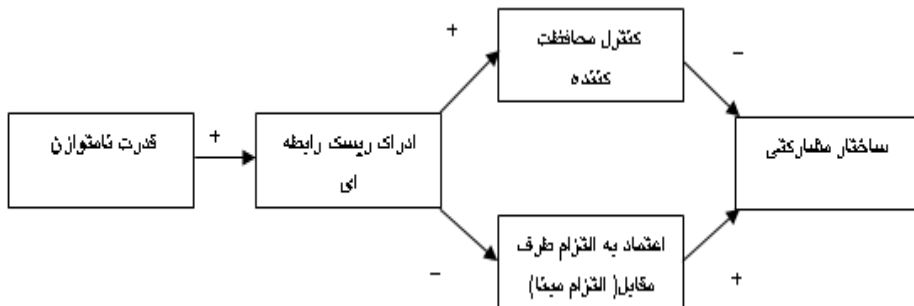 +
کنترل محافظت
کننده
−
قدرت نامتوازن
+
ادراک ریسک رابطه
ای
ساختار مشارکتی
−
اعتماد به التزام طرف
مقابل( التزام مبنا)
+